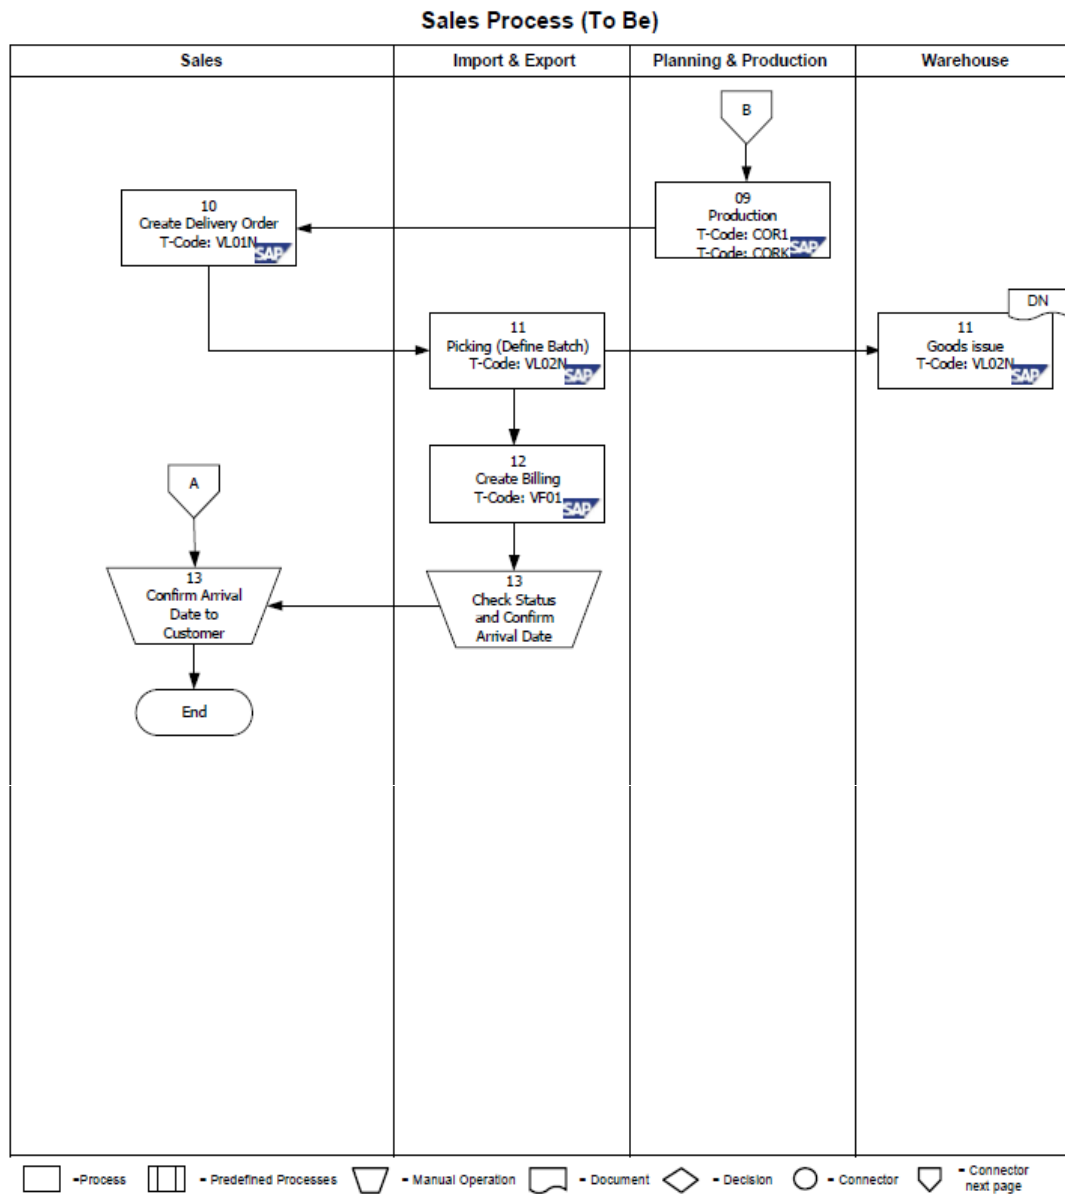 Sales Process (To Be)
Sales
Import & Export
Planning & Production
Warehouse
B
09
Production
T-Code: COR1
T-Code: CORK
SAP
10
Create Delivery Order
T-Code: VL01N
SAP
DN
11
Picking (Define Batch)
T-Code: VL02N
SAP
11
Goods issue
T-Code: VL02N
SAP
12
Create Billing
T-Code: VF01
SAP
A
13
Confirm Arrival
Date to
Customer
13
Check Status
and Confirm
Arrival Date
End
=Process
= Predefined Processes
= Manual Operation
= Document
= Decision
= Connector
= Connector
next page